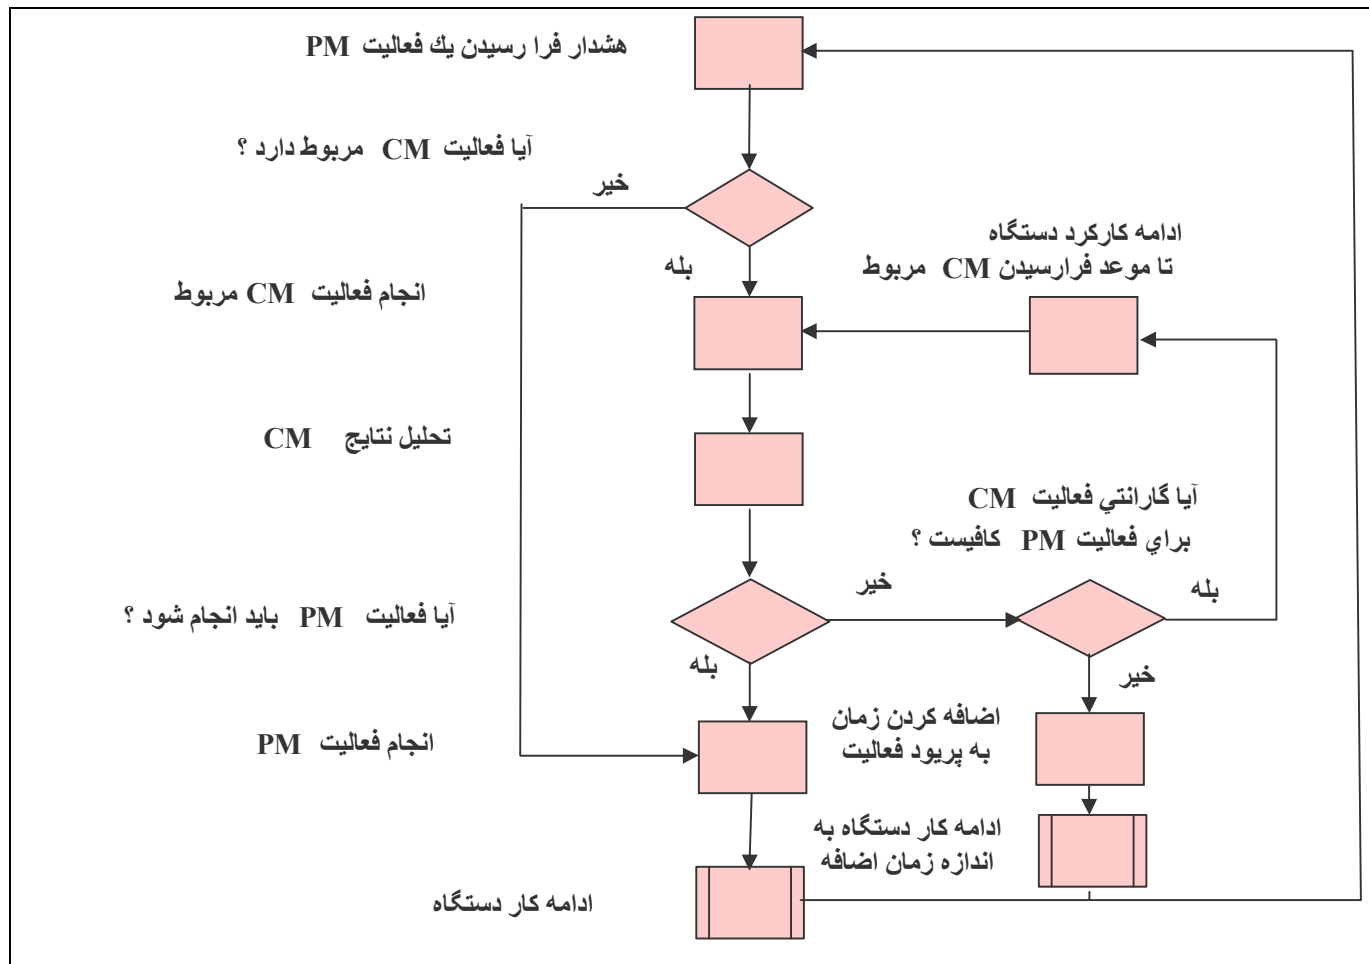 هشدار فرا رسيدن يك فعاليت PM
آيا فعاليت CM مربوط دارد ؟
خير
ادامه كاركرد دستگاه
تا موعد فرارسيدن CM مربوط
بله
انجام فعاليت CM مربوط
تحليل نتايج CM
آيا گارانتي فعاليت CM
براي فعاليت PM كافيست ؟
خير
بله
آيا فعاليت PM بايد انجام شود ؟
بله
خير
اضافه كردن زمان
به پريود فعاليت
انجام فعاليت PM
ادامه كار دستگاه به
اندازه زمان اضافه
ادامه كار دستگاه